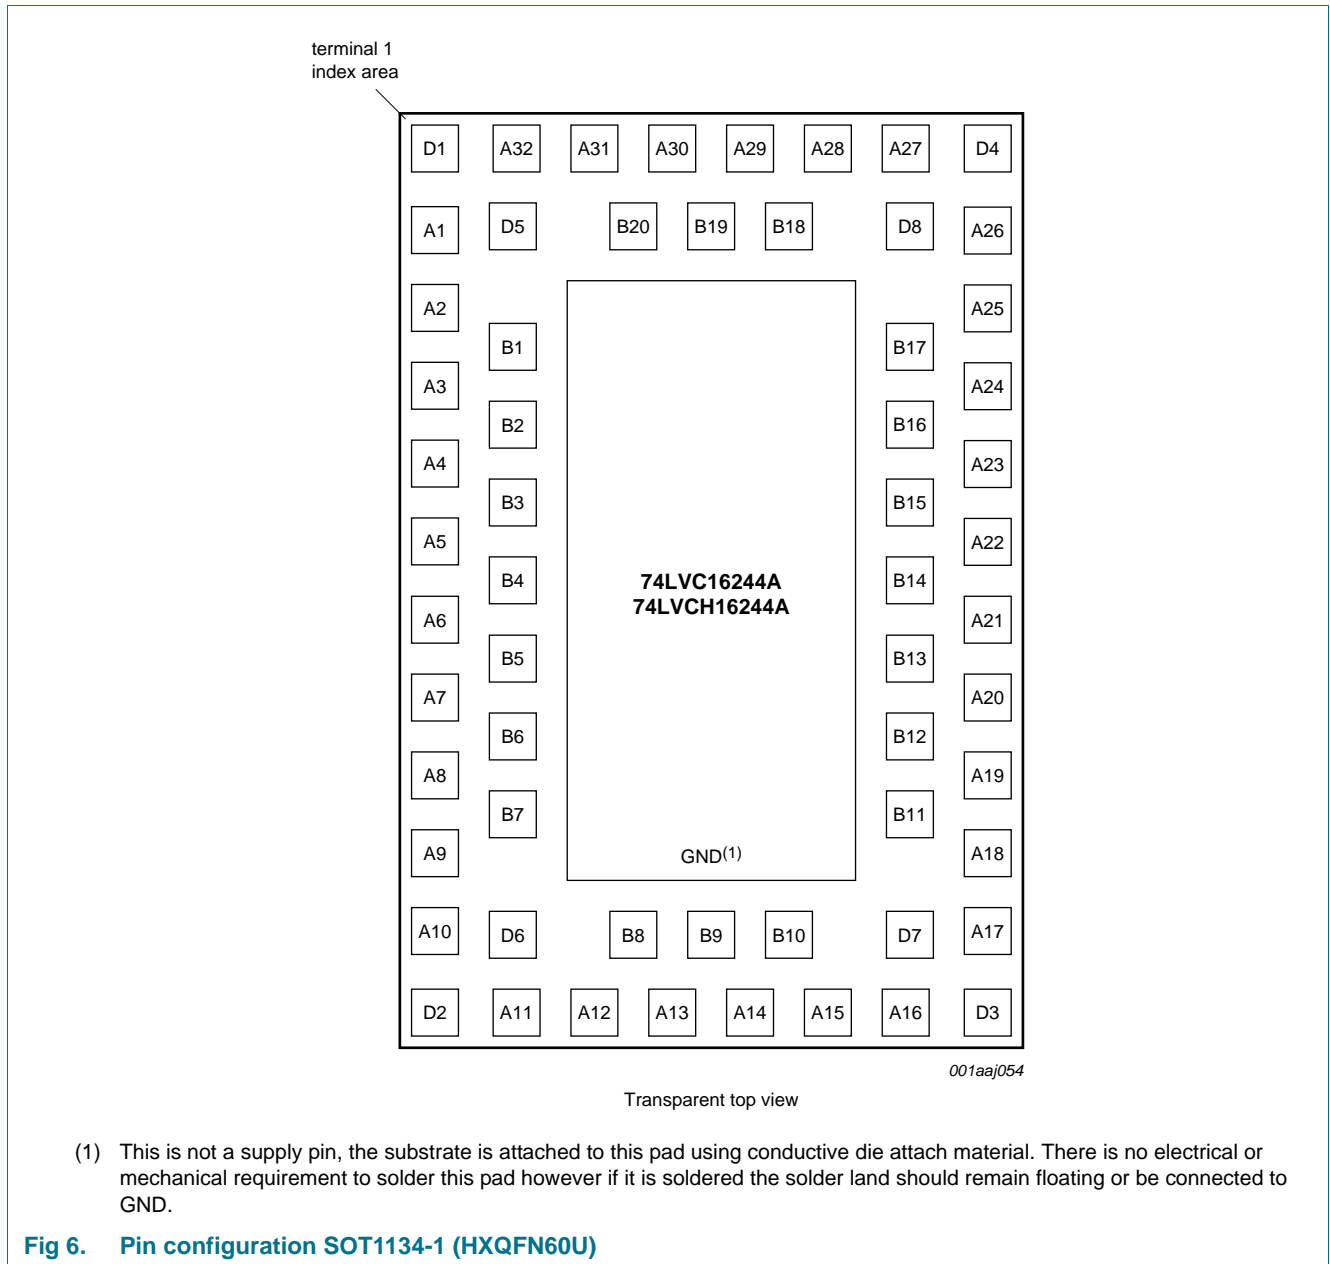 terminal 1
index area
D1 A32 A31 A30 A29 A28 A27 D4
A1 D5 B20 B19 B18 D8 A26
A2 A25
B1 B17
A3 A24
B2 B16
A4 A23
B3 B15
A5 A22
B4 B14
74LVC16244A
74LVCH16244A
A6 A21
B5 B13
A7 A20
B6 B12
A8 A19
B7 B11
A9 GND(1) A18
A10 D6 B8 B9 B10 D7 A17
D2 A11 A12 A13 A14 A15 A16 D3
001aaj054
Transparent top view
(1) This is not a supply pin, the substrate is attached to this pad using conductive die attach material. There is no electrical or
mechanical requirement to solder this pad however if it is soldered the solder land should remain floating or be connected to
GND.
Fig 6. Pin configuration SOT1134-1 (HXQFN60U)